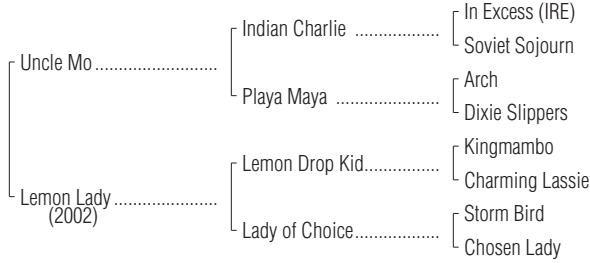 In Excess (IRE)
Indian Charlie ..................
Soviet Sojourn
Uncle Mo ..........................
Arch
Playa Maya ......................
Dixie Slippers
Kingmambo
Lemon Drop Kid................
Charming Lassie
Lemon Lady ......................
(2002)
Storm Bird
Lady of Choice..................
Chosen Lady